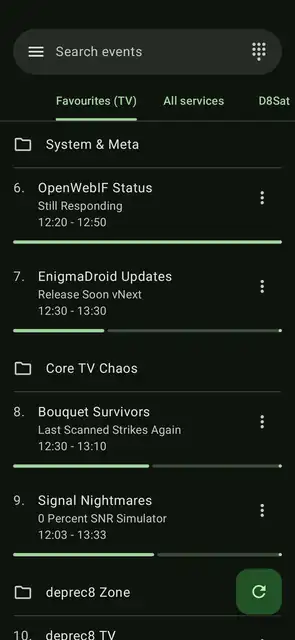 Search events
Favourites (TV)
All services
D8Sat
System & Meta
6. OpenWebIF Status
Still Responding
12:20 - 12:50
7. EnigmaDroid Updates
Release Soon vNext
12:30 - 13:30
Core TV Chaos
8. Bouquet Survivors
Last Scanned Strikes Again
12:30 - 13:10
9. Signal Nightmares
0 Percent SNR Simulator
12:03 - 13:33
deprec8 Zone
10. deprec8 TV